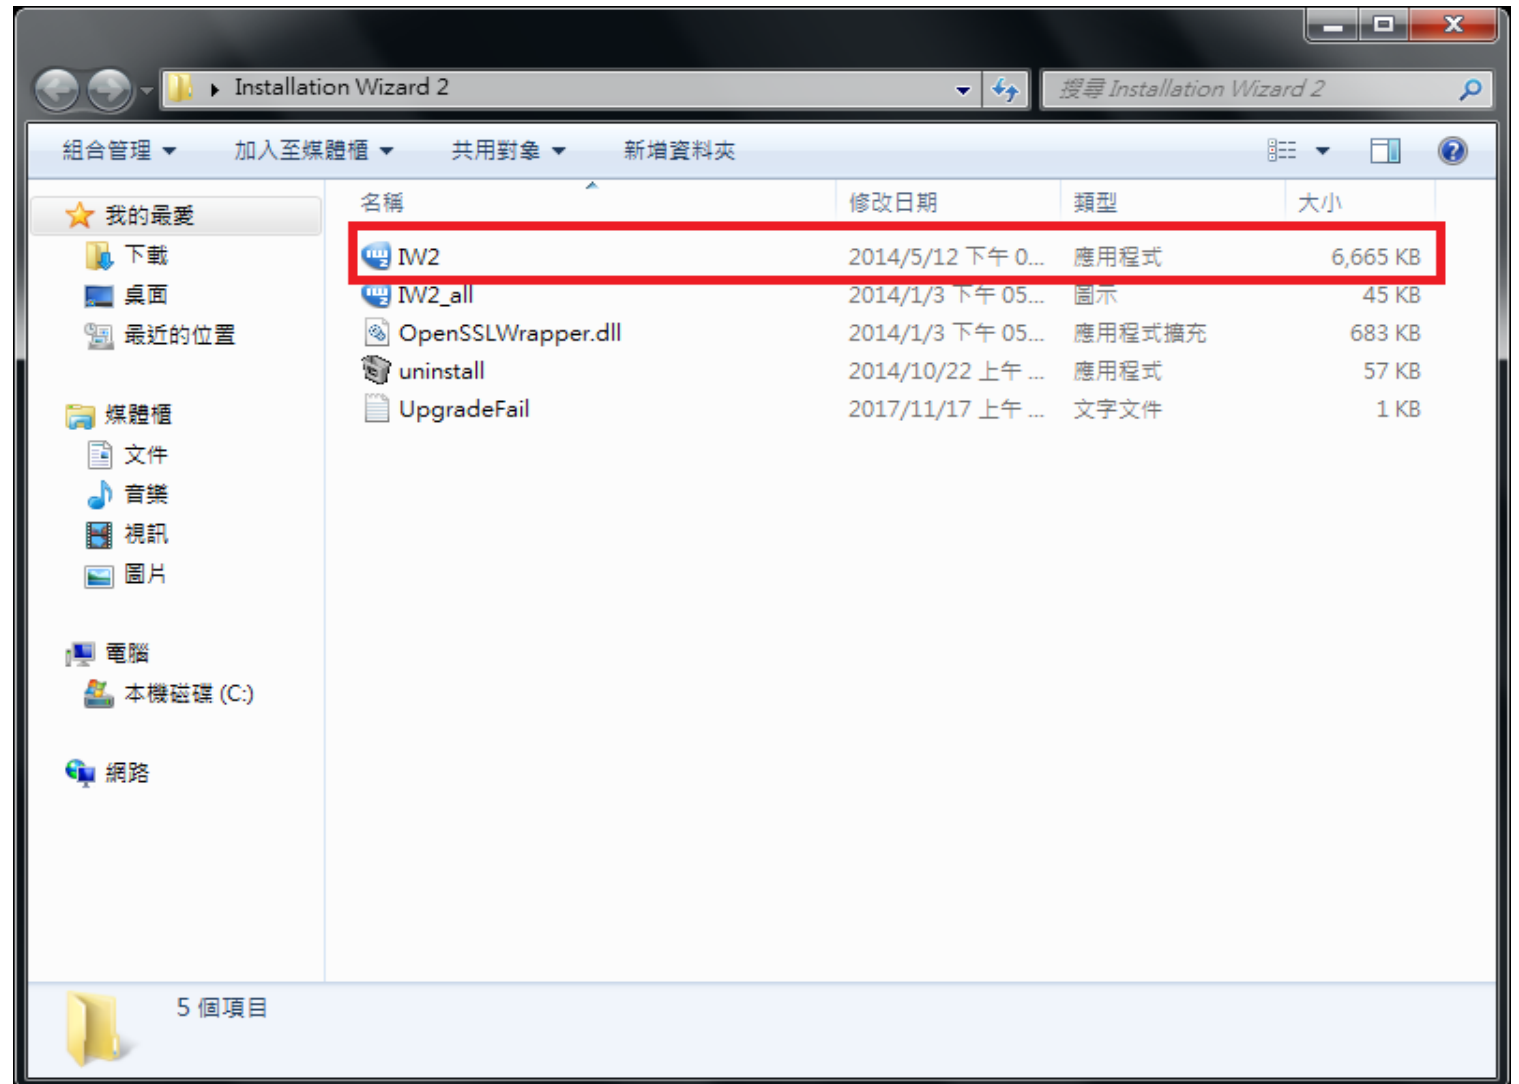 Installation Wizard 2
搜尋 Installation Wizard 2
組合管理 加入至媒體櫃 共用對象 新增資料夾
名稱 修改日期 類型 大小
我的最愛
下載
桌面
最近的位置
媒體櫃
文件
音樂
視訊
圖片
電腦
本機磁碟 (C:)
網路
IW2 2014/5/12 下午 0... 應用程式 6,665 KB
IW2_all 2014/1/3 下午 05... 圖示 45 KB
OpenSSLWrapper.dll 2014/1/3 下午 05... 應用程式擴充 683 KB
uninstall 2014/10/22 上午 ... 應用程式 57 KB
UpgradeFail 2017/11/17 上午 ... 文字文件 1 KB
5 個項目